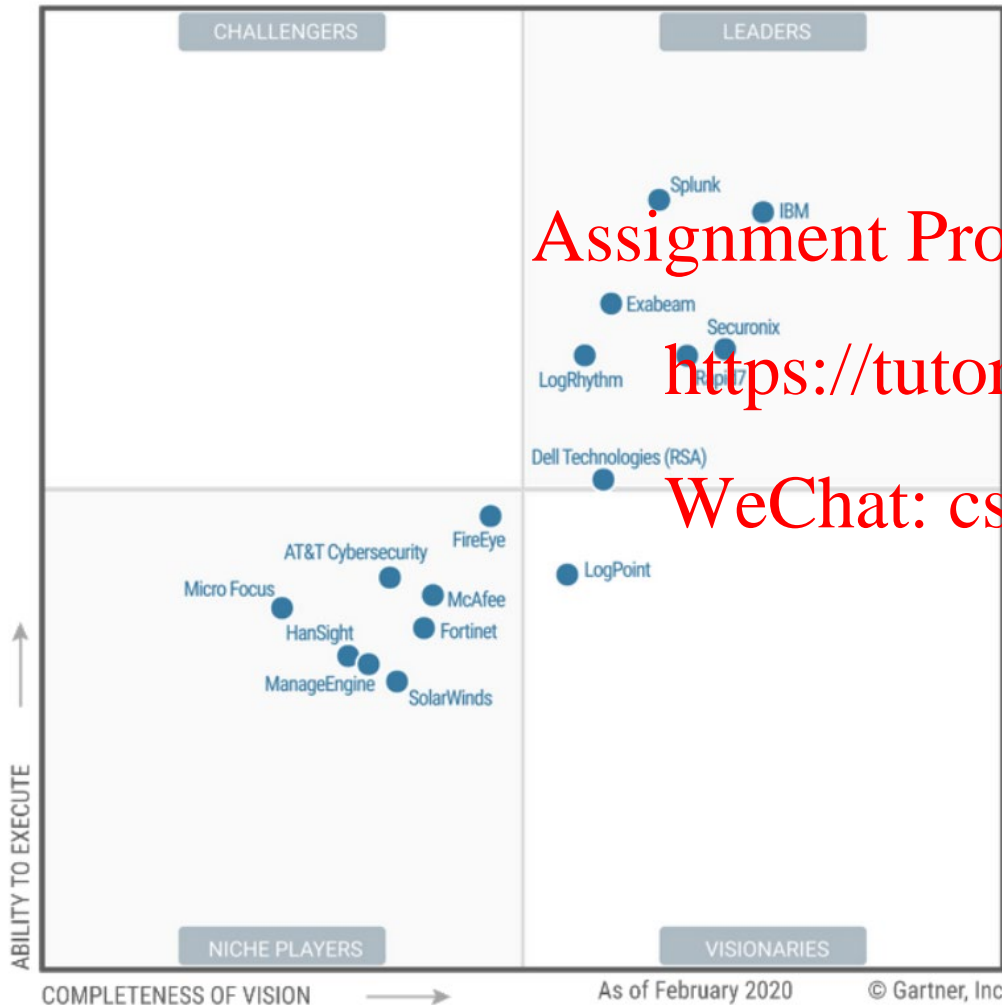 CHALLENGERS
LEADERS
Splunk
IBM
Assignment Pro
Exabeam
Securonix
LogRhythm
Rapid7
https://tutor
Dell Technologies (RSA)
WeChat: cs
FireEye
AT&T Cybersecurity
LogPoint
Micro Focus
McAfee
HanSight
Fortinet
ManageEngine
SolarWinds
ABILITY TO EXECUTE
NICHE PLAYERS
VISIONARIES
COMPLETENESS OF VISION
As of February 2020
© Gartner, Inc